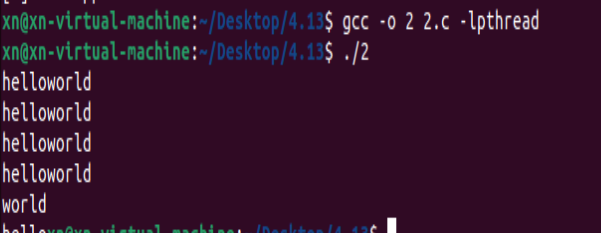 xn@xn-virtual-machine:~/Desktop/4.13$ gcc -o 2 2.c -lpthread
xn@xn-virtual-machine:~/Desktop/4.13$ ./2
helloworld
helloworld
helloworld
helloworld
world
helloxn@xn-virtual-machine:~/Desktop/4.13$